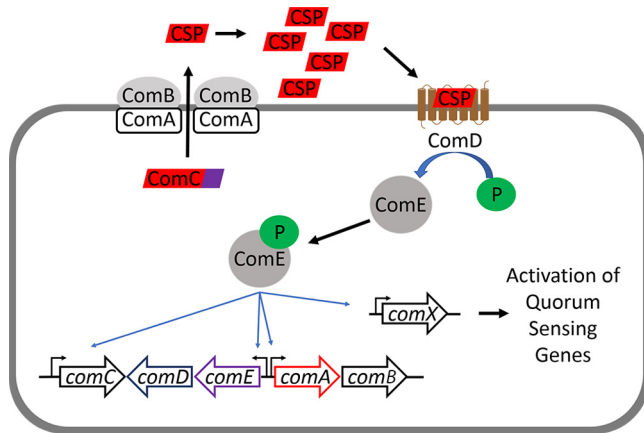 CSP
CSP
CSP
CSP
CSP
CSP
ComB
ComB
ComA
ComA
CSP
ComD
ComC
P
ComE
P
ComE
comX
Activation of
Quorum
Sensing
Genes
comC
comD
comE
comA
comB